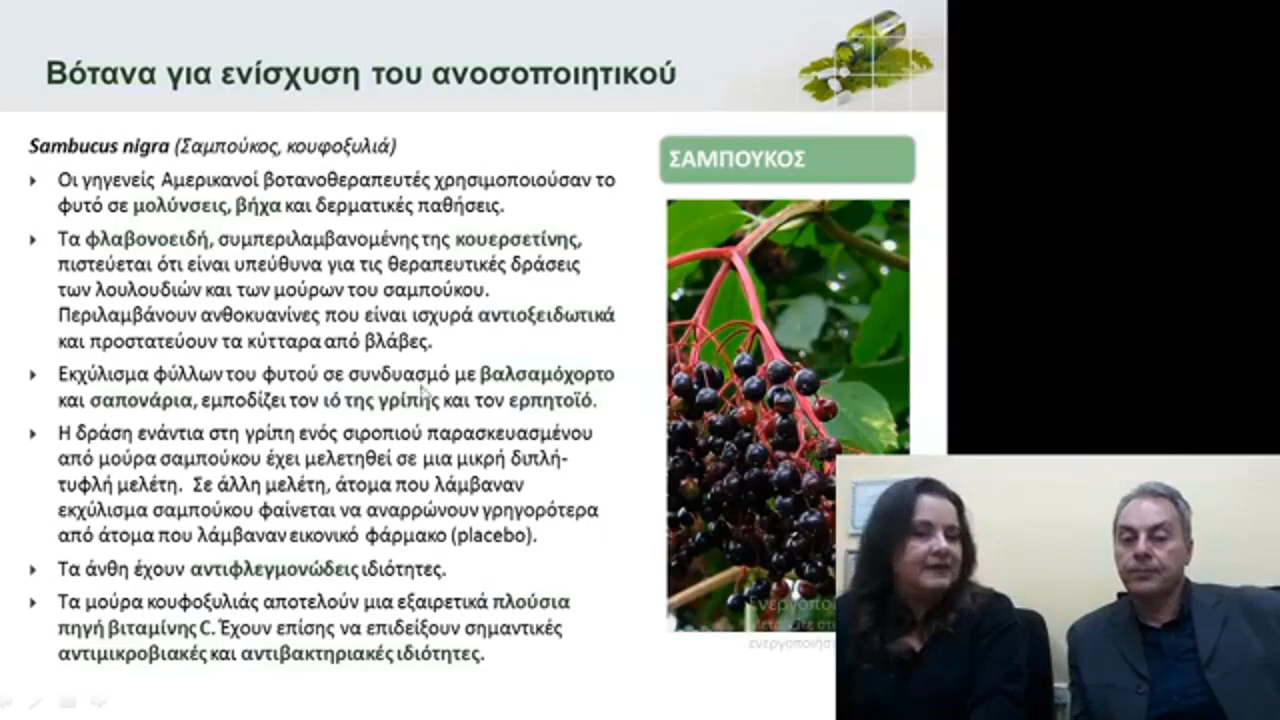 Βότανα για ενίσχυση του ανοσοποιητικού
Sambucus nigra (Σαμπούκος, κουφοξυλιά)
Οι γηγενείς Αμερικανοί βοτανοθεραπευτές χρησιμοποιούσαν το
φυτό σε μολύνσεις, βήχα και δερματικές παθήσεις.
Τα φλαβονοειδή, συμπεριλαμβανομένης της κουερσετίνης,
πιστεύεται ότι είναι υπεύθυνα για τις θεραπευτικές δράσεις
των λουλουδιών και των μούρων του σαμπούκου.
Περιλαμβάνουν ανθοκυανίνες που είναι ισχυρά αντιοξειδωτικά
και προστατεύουν τα κύτταρα από βλάβες.
Εκχύλισμα φύλλων του φυτού σε συνδυασμό με βαλσαμόχορτο
και σαπονάρια, εμποδίζει τον ιό της γρίπης και τον ερπητοϊό.
Η δράση ενάντια στη γρίπη ενός σιροπιού παρασκευασμένου
από μούρα σαμπούκου έχει μελετηθεί σε μια μικρή διπλή-
τυφλή μελέτη. Σε άλλη μελέτη, άτομα που λάμβαναν
εκχύλισμα σαμπούκου φαίνεται να αναρρώνουν γρηγορότερα
από άτομα που λάμβαναν εικονικό φάρμακο (placebo).
Τα άνθη έχουν αντιφλεγμονώδεις ιδιότητες.
Τα μούρα κουφοξυλιάς αποτελούν μια εξαιρετικά πλούσια
πηγή βιταμίνης C. Έχουν επίσης να επιδείξουν σημαντικές
αντιμικροβιακές και αντιβακτηριακές ιδιότητες.
ΣΑΜΠΟΥΚΟΣ